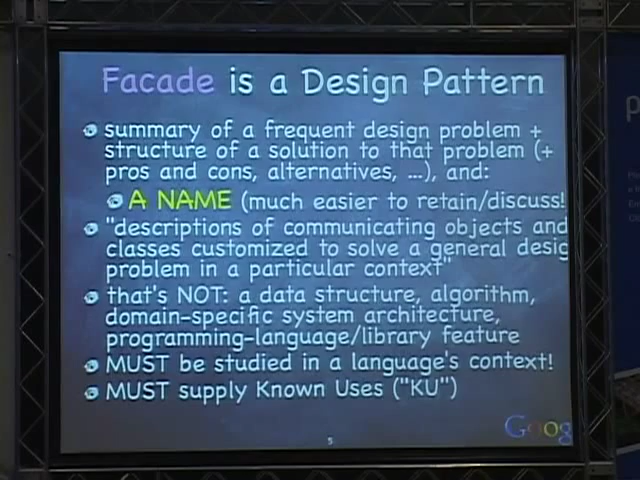 Facade is a Design Pattern
summary of a frequent design problem +
structure of a solution to that problem (+
pros and cons, alternatives, ...), and:
A NAME (much easier to retain/discuss!
"descriptions of communicating objects and
classes customized to solve a general desig
problem in a particular context"
that's NOT: a data structure, algorithm,
domain-specific system architecture,
programming-language/library feature
MUST be studied in a language's context!
MUST supply Known Uses ("KU")
Goog
5